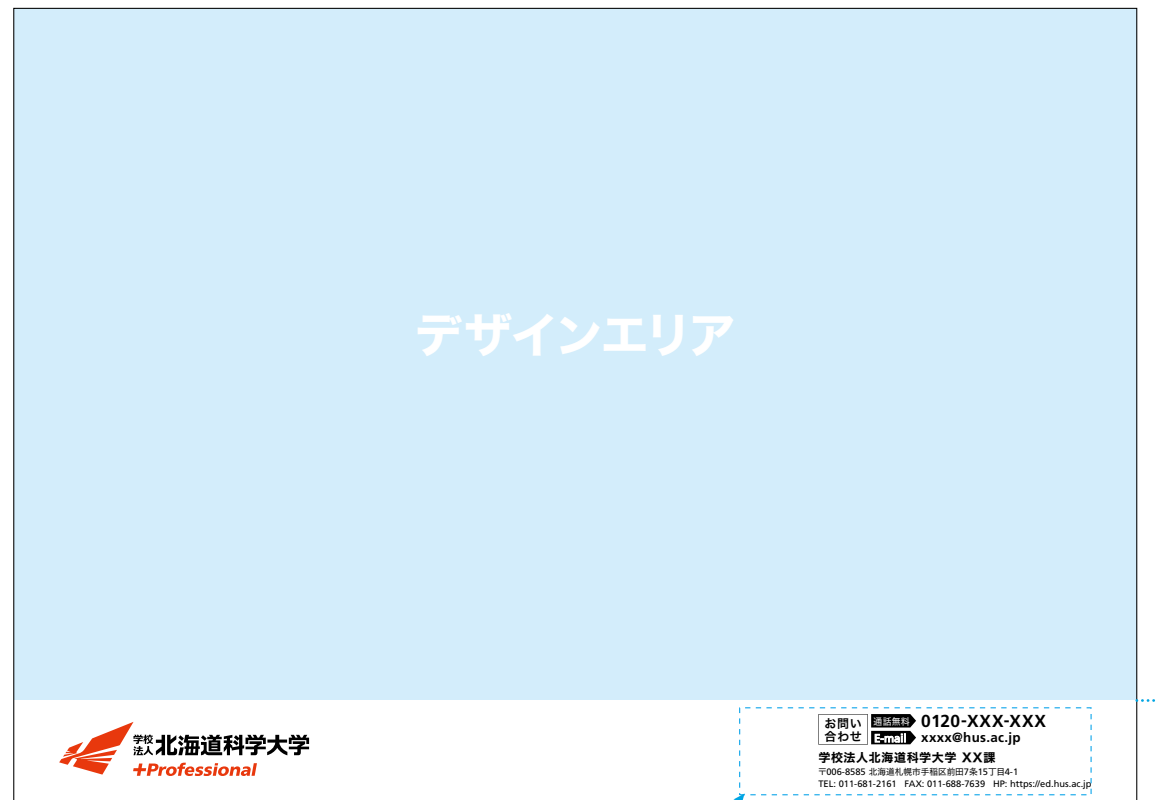 デザインエリア
学校
法人 北海道科学大学
+Professional
お問い
合わせ
通話無料 0120-XXX-XXX
E-mail xxxx@hus.ac.jp
学校法人北海道科学大学 XX課
〒006-8585 北海道札幌市手稲区前田7条15丁目4-1
TEL: 011-681-2161 FAX: 011-688-7639 HP: https://ed.hus.ac.jp